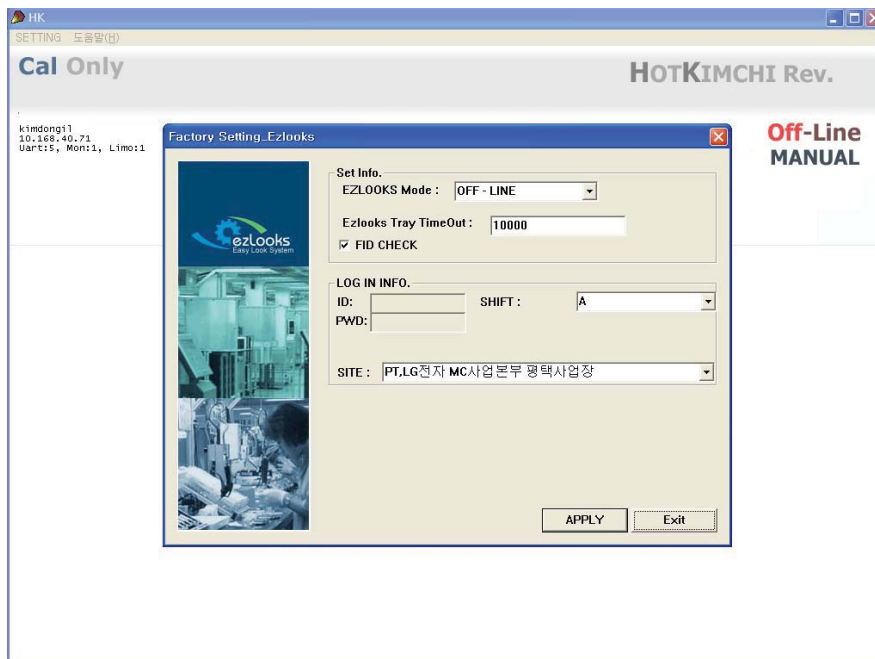 HK
SETTING 도움말(H)
Cal Only
HOTKIMCHI Rev.
kimdongil
10.168.40.71
Uart:5, Mon:1, Limo:1
Off-Line
MANUAL
Factory Setting_Ezlooks
ezLooks
Easy Look System
Set Info.
EZLOOKS Mode : OFF - LINE
Ezlooks Tray TimeOut : 10000
FID CHECK
LOG IN INFO.
ID: SHIFT : A
PWD:
SITE : PT,LG전자 MC사업본부 평택사업장
APPLY Exit